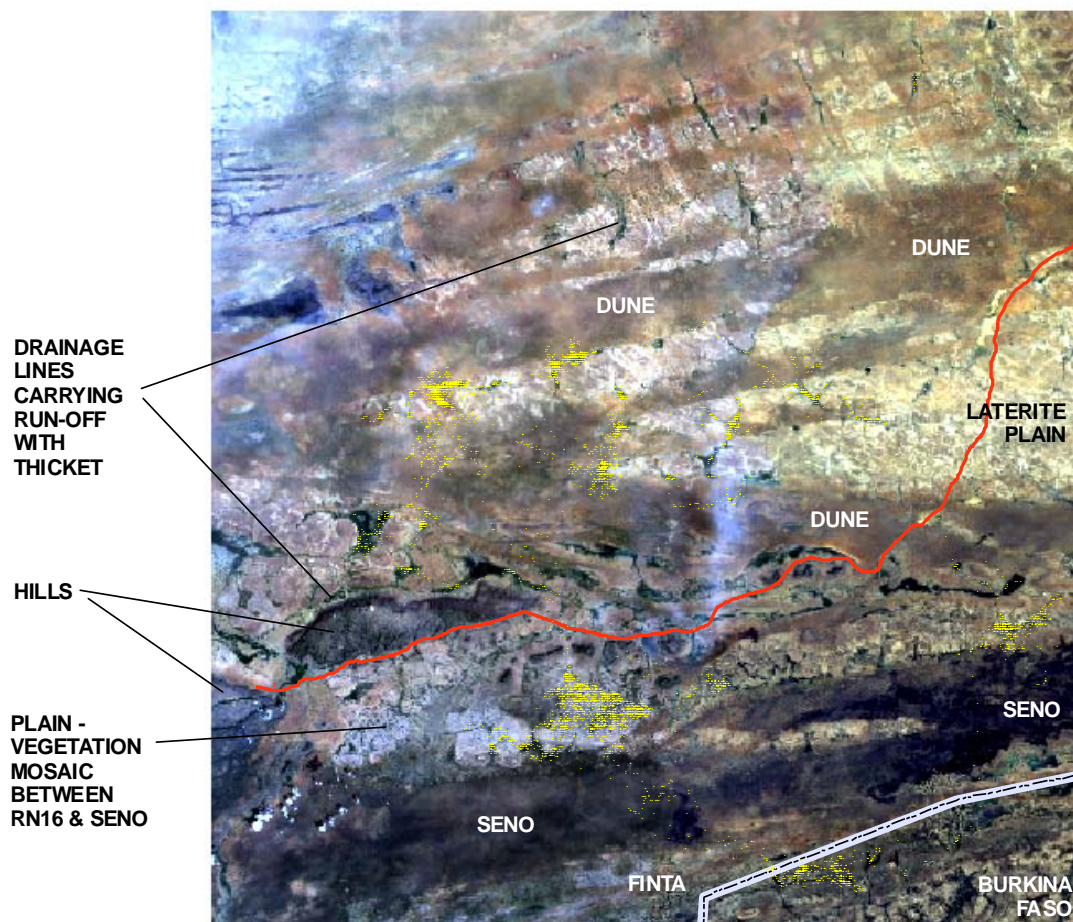 DUNE
DUNE
DRAINAGE
LINES
CARRYING
RUN-OFF
WITH
THICKET
LATERITE
PLAIN
DUNE
HILLS
SENO
PLAIN -
VEGETATION
MOSAIC
BETWEEN
RN16 & SENO
SENO
FINTA
BURKINA
FASO